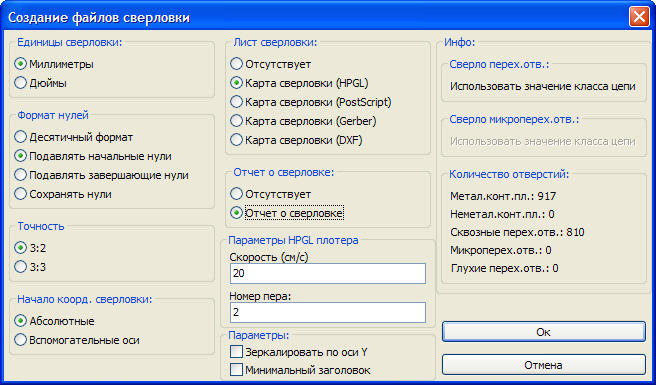 Создание файлов сверловки
Единицы сверловки:
Миллиметры
Дюймы
Формат нулей
Десятичный формат
Подавлять начальные нули
Подавлять завершающие нули
Сохранять нули
Точность
3:2
3:3
Начало коорд. сверловки:
Абсолютные
Вспомогательные оси
Лист сверловки:
Отсутствует
Карта сверловки (HPGL)
Карта сверловки (PostScript)
Карта сверловки (Gerber)
Карта сверловки (DXF)
Отчет о сверловке:
Отсутствует
Отчет о сверловке
Параметры HPGL плотера
Скорость (см/с)
20
Номер пера:
2
Параметры:
Зеркалировать по оси Y
Минимальный заголовок
Инфо:
Сверло перех.отв.:
Использовать значение класса цепи
Сверло микроперех.отв.:
Использовать значение класса цепи
Количество отверстий:
Метал.конт.пл.: 917
Неметал.конт.пл.: 0
Сквозные перех.отв.: 810
Микроперех.отв.: 0
Глухие перех.отв.: 0
Ок
Отмена